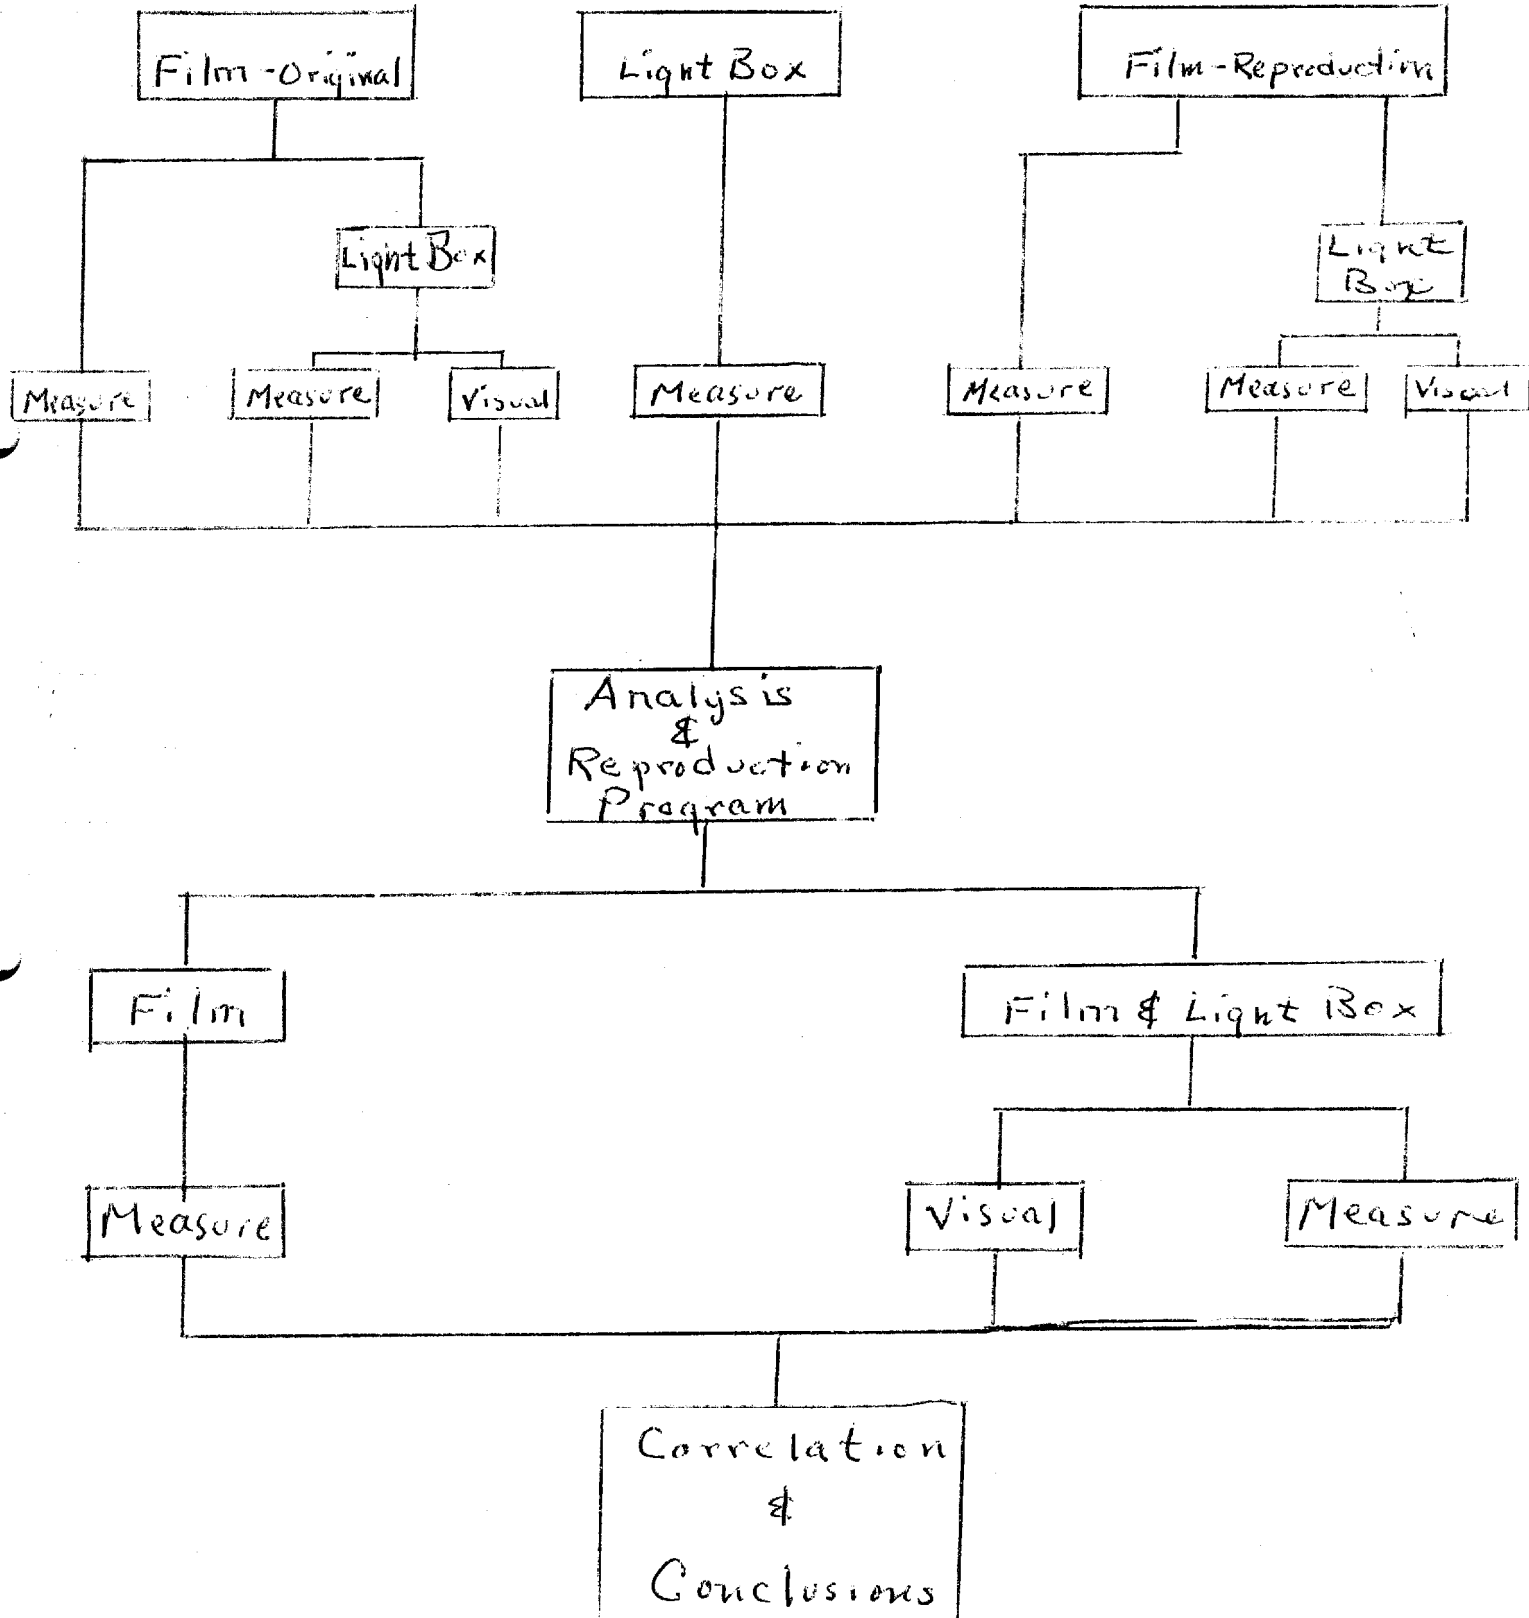 Film-Original
Light Box
Film-Reproduction
Light Box
Light
Box
Measure
Measure
Visual
Measure
Measure
Measure
Visual
Analysis
&
Reproduction
Program
Film
Film & Light Box
Measure
Visual
Measure
Correlation
&
Conclusions